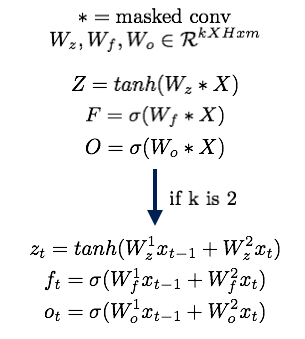 * = masked conv
W_z, W_f, W_o ∈ ℛ^{kXHxm}
Z = tanh(W_z * X)
F = σ(W_f * X)
O = σ(W_o * X)
if k is 2
z_t = tanh(W_z^1 x_{t−1} + W_z^2 x_t)
f_t = σ(W_f^1 x_{t−1} + W_f^2 x_t)
o_t = σ(W_o^1 x_{t−1} + W_o^2 x_t)